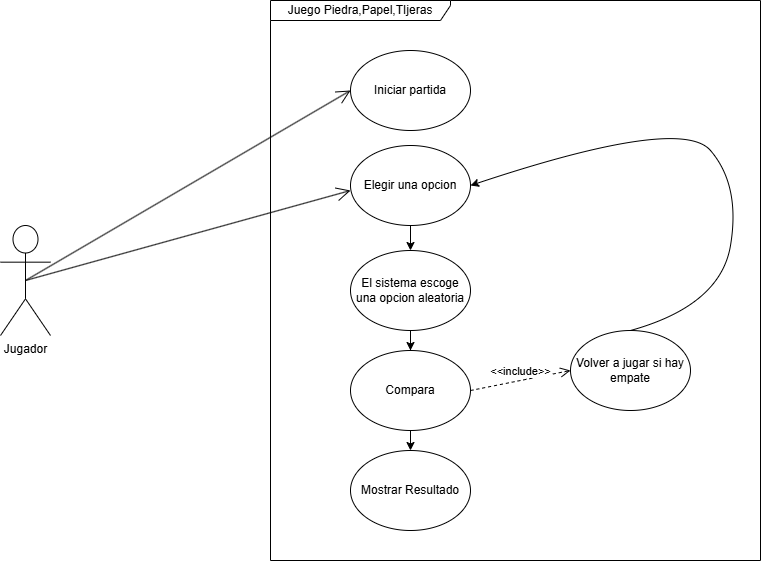 Juego Piedra,Papel,TIjeras
Iniciar partida
Elegir una opcion
El sistema escoge
una opcion aleatoria
Jugador
Volver a jugar si hay
empate
<<include>>
Compara
Mostrar Resultado